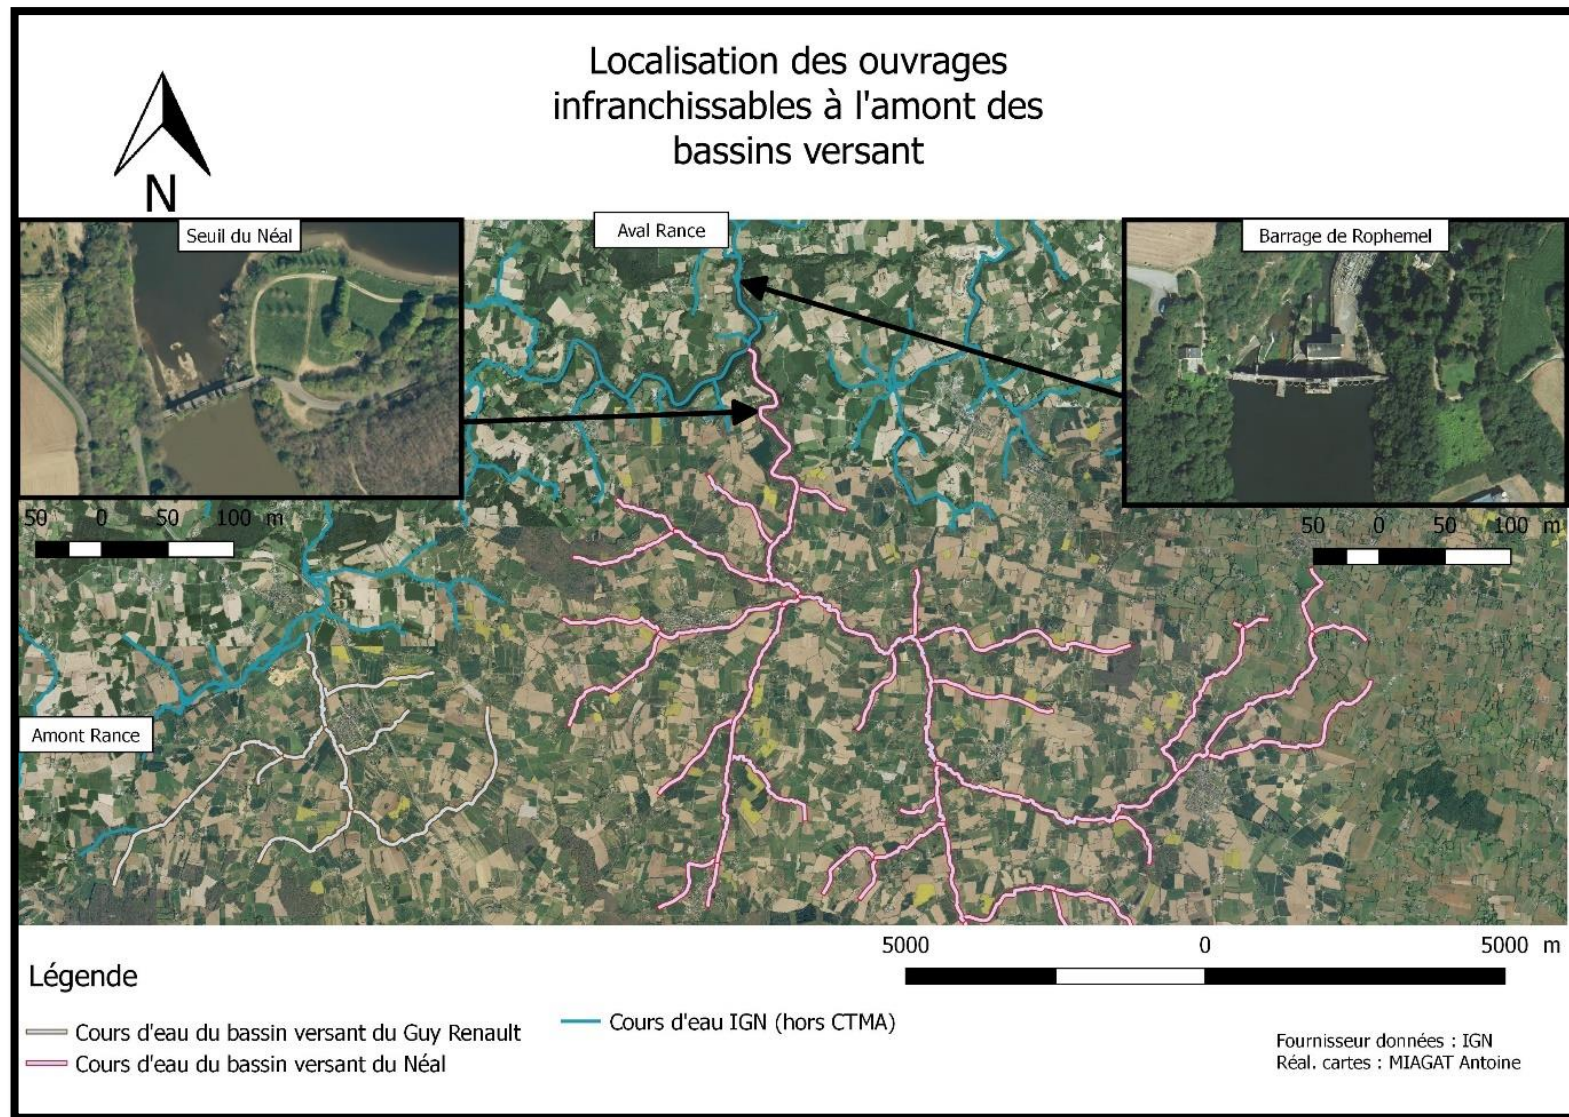 Localisation des ouvrages
infranchissables à l'amont des
bassins versant
N
Seuil du Néal
Aval Rance
Barrage de Rophemel
50 0 50 100 m
50 0 50 100 m
Amont Rance
5000 0 5000 m
Légende
Cours d'eau du bassin versant du Guy Renault
Cours d'eau IGN (hors CTMA)
Cours d'eau du bassin versant du Néal
Fournisseur données : IGN
Réal. cartes : MIAGAT Antoine